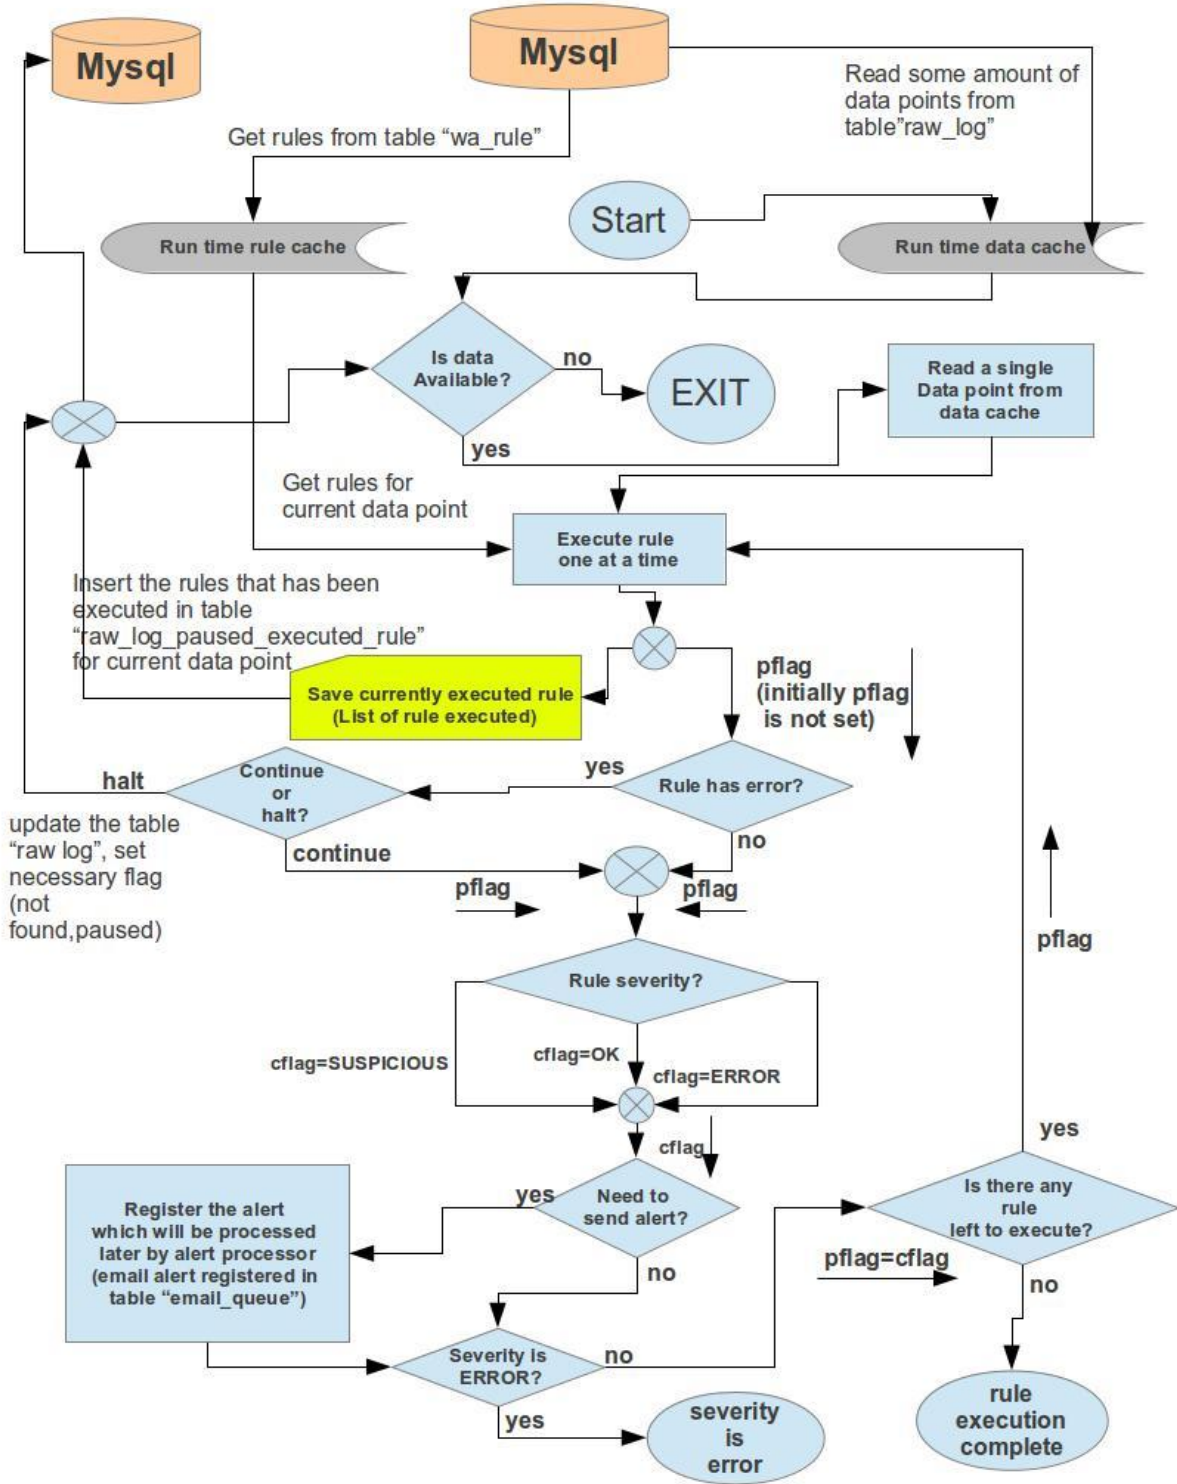 Mysql
Mysql
Read some amount of
data points from
table"raw_log"
Get rules from table “wa_rule”
Start
Run time rule cache
Run time data cache
Is data
Available?
no
EXIT
Read a single
Data point from
data cache
yes
Get rules for
current data point
Execute rule
one at a time
Insert the rules that has been
executed in table
“raw_log_paused_executed_rule”
for current data point
Save currently executed rule
(List of rule executed)
pflag
(initially pflag
is not set)
halt
Continue
or
halt?
yes
Rule has error?
update the table
“raw log”, set
necessary flag
(not
found,paused)
continue
no
pflag
pflag
pflag
Rule severity?
cflag=SUSPICIOUS
cflag=OK
cflag=ERROR
cflag
yes
Register the alert
which will be processed
later by alert processor
(email alert registered in
table “email_queue”)
yes
Need to
send alert?
Is there any
rule
left to execute?
no
pflag=cflag
no
Severity is
ERROR?
no
yes
severity
is
error
rule
execution
complete